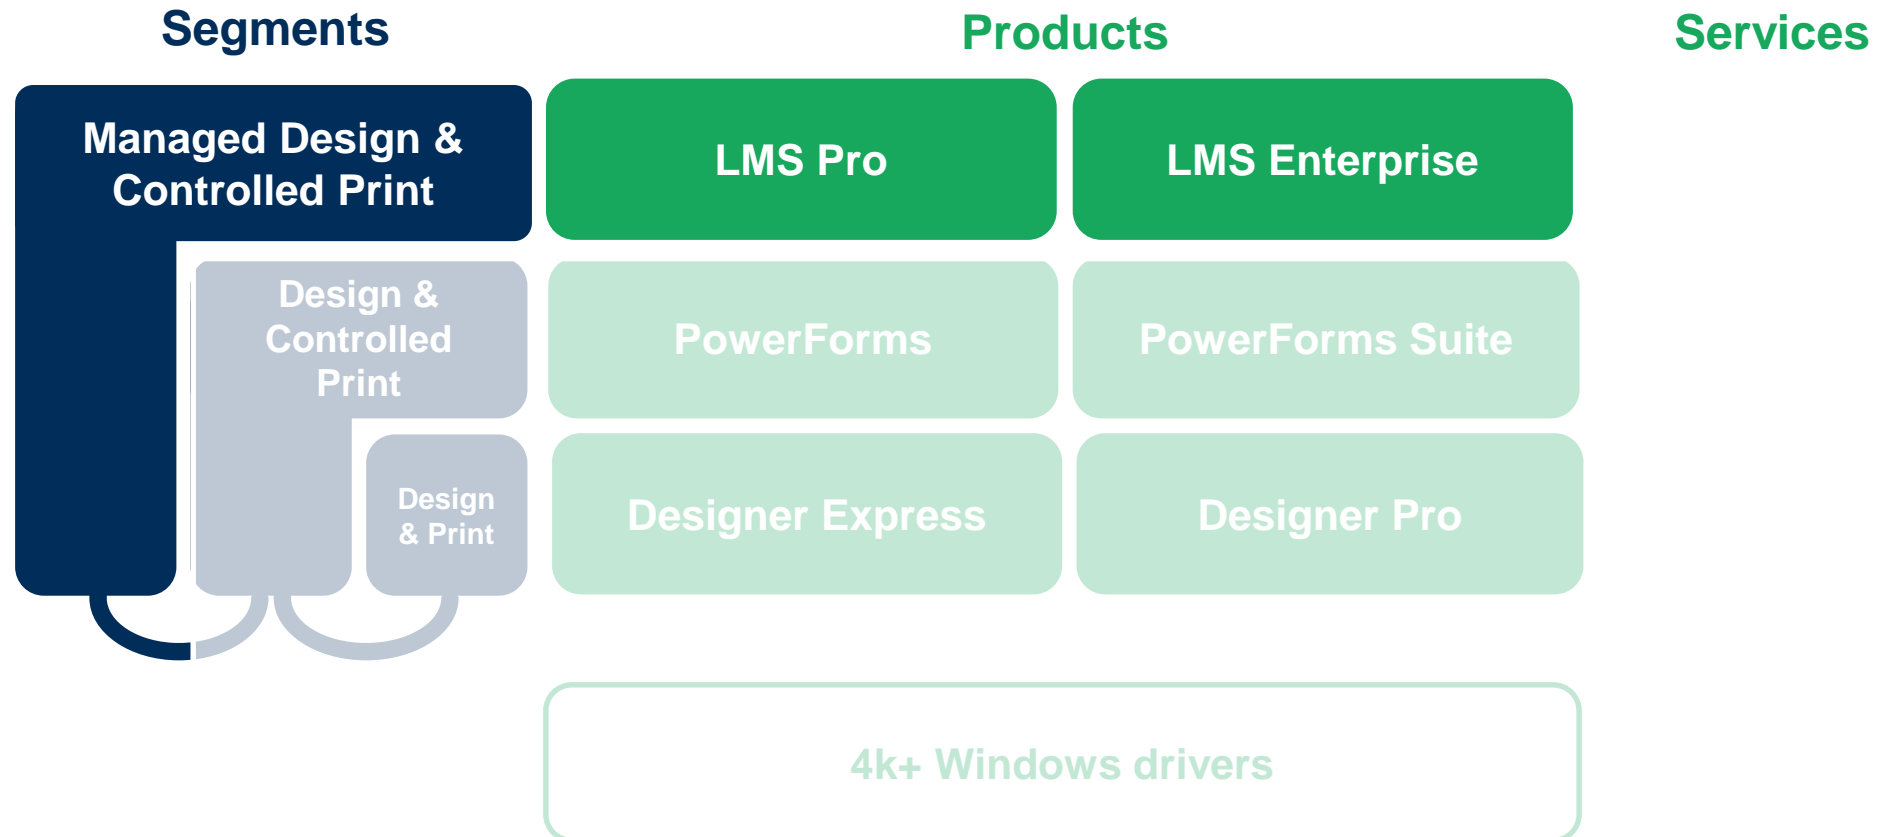 Segments
Products
Services
Managed Design &
Controlled Print
LMS Pro
LMS Enterprise
Design &
Controlled
Print
PowerForms
PowerForms Suite
Design
& Print
Designer Express
Designer Pro
4k+ Windows drivers